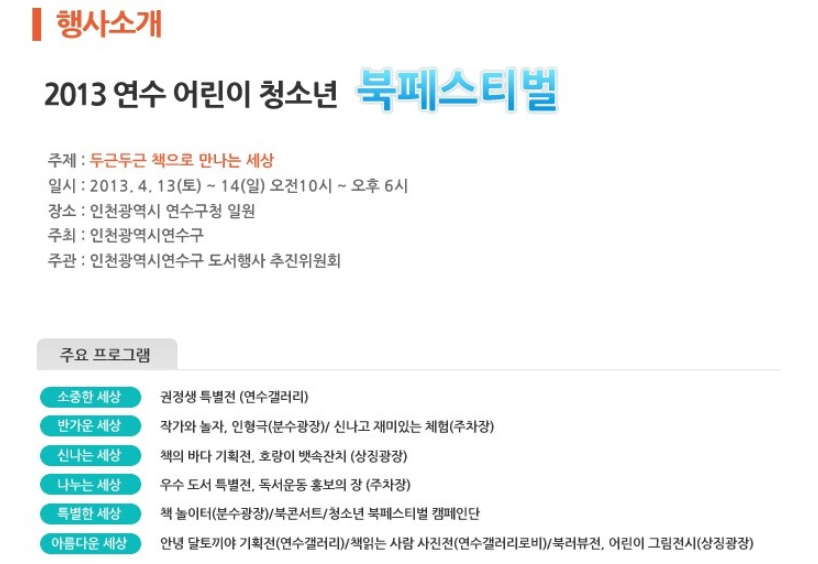 행사소개
2013 연수 어린이 청소년 북페스티벌
주제 : 두근두근 책으로 만나는 세상
일시 : 2013. 4. 13(토) ~ 14(일) 오전10시 ~ 오후 6시
장소 : 인천광역시 연수구청 일원
주최 : 인천광역시연수구
주관 : 인천광역시연수구 도서행사 추진위원회
주요 프로그램
소중한 세상 권정생 특별전 (연수갤러리)
반가운 세상 작가와 놀자, 인형극(분수광장)/ 신나고 재미있는 체험(주차장)
신나는 세상 책의 바다 기획전, 호랑이 뱃속잔치 (상징광장)
나누는 세상 우수 도서 특별전, 독서운동 홍보의 장 (주차장)
특별한 세상 책 놀이터(분수광장)/북콘서트/청소년 북페스티벌 캠페인단
아름다운 세상 안녕 달토끼야 기획전(연수갤러리)/책읽는 사람 사진전(연수갤러리로비)/북러뷰전, 어린이 그림전시(상징광장)